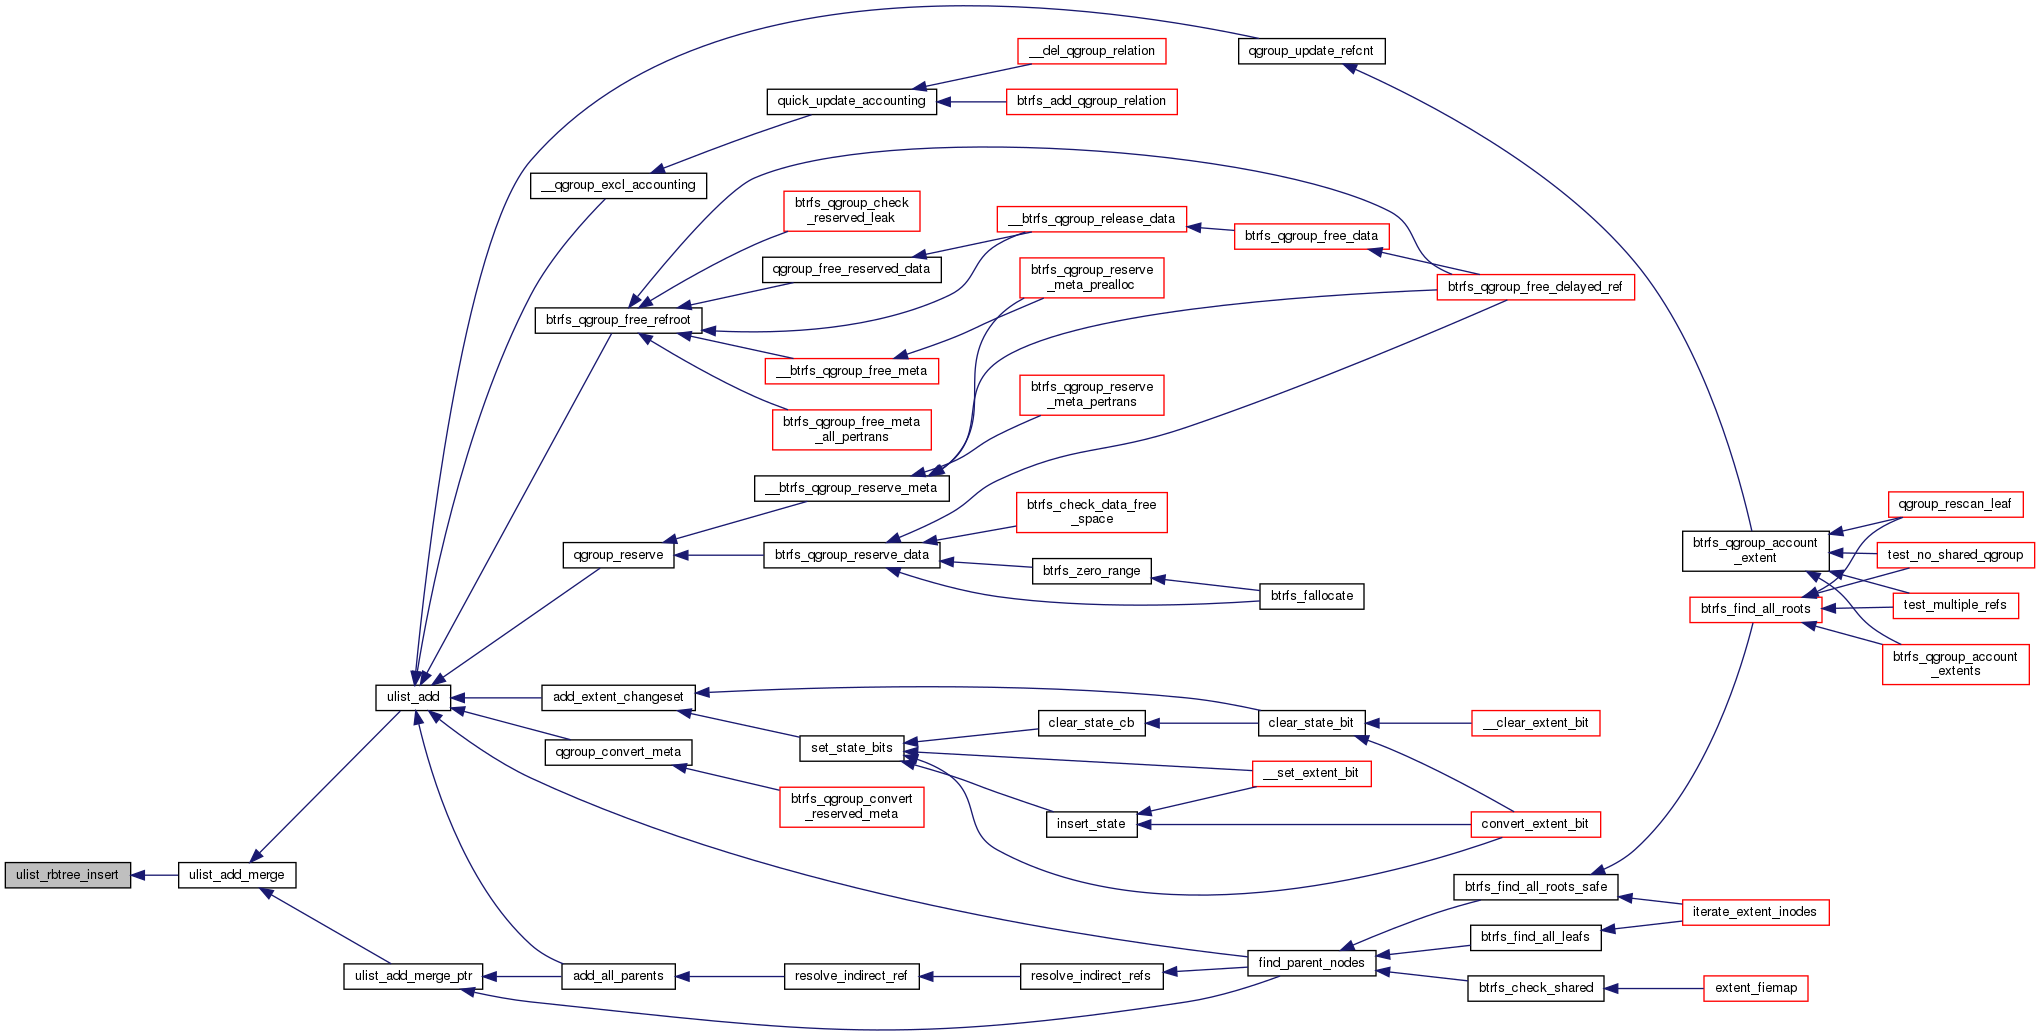 qgroup_update_refcnt
__del_qgroup_relation
quick_update_accounting
btrfs_add_qgroup_relation
__qgroup_excl_accounting
btrfs_qgroup_check
_reserved_leak
__btrfs_qgroup_release_data
btrfs_qgroup_free_data
qgroup_free_reserved_data
btrfs_qgroup_reserve
_meta_prealloc
btrfs_qgroup_free_delayed_ref
btrfs_qgroup_free_refroot
__btrfs_qgroup_free_meta
btrfs_qgroup_reserve
_meta_pertrans
btrfs_qgroup_free_meta
_all_pertrans
__btrfs_qgroup_reserve_meta
btrfs_check_data_free
_space
qgroup_rescan_leaf
qgroup_reserve
btrfs_qgroup_reserve_data
btrfs_qgroup_account
_extent
test_no_shared_qgroup
btrfs_zero_range
btrfs_fallocate
btrfs_find_all_roots
test_multiple_refs
btrfs_qgroup_account
_extents
ulist_add
add_extent_changeset
clear_state_cb
clear_state_bit
__clear_extent_bit
qgroup_convert_meta
set_state_bits
__set_extent_bit
btrfs_qgroup_convert
_reserved_meta
insert_state
convert_extent_bit
ulist_rbtree_insert
ulist_add_merge
btrfs_find_all_roots_safe
iterate_extent_inodes
btrfs_find_all_leafs
ulist_add_merge_ptr
add_all_parents
resolve_indirect_ref
resolve_indirect_refs
find_parent_nodes
btrfs_check_shared
extent_fiemap